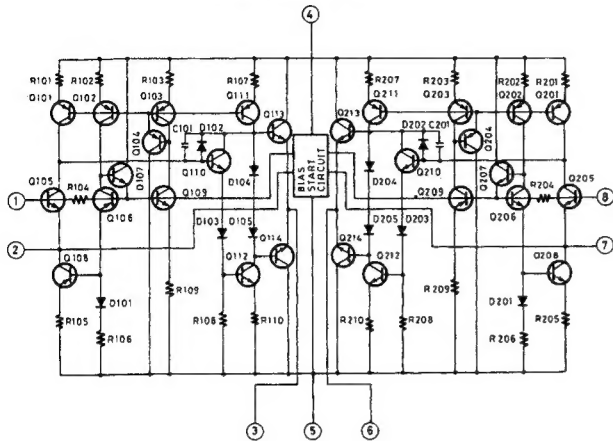 4
R101 R102 R103 R107 R207 R203 R202 R201
Q101 Q102 Q103 Q111 Q211 Q203 Q202 Q201
Q104 C101 D102 Q113 Q213 D202 C201 Q204
D107 Q110 D104 BIAS START CIRCUIT D204 Q210 Q207
Q105 R104 Q106 Q109 Q209 Q206 R204 Q205
1 8
D103 D105 D205 D203
2 7
Q108 Q112 Q114 Q214 Q212 Q208
D101 R109 R209 D201
R105 R106 R108 R110 R210 R208 R206 R205
3 5 6